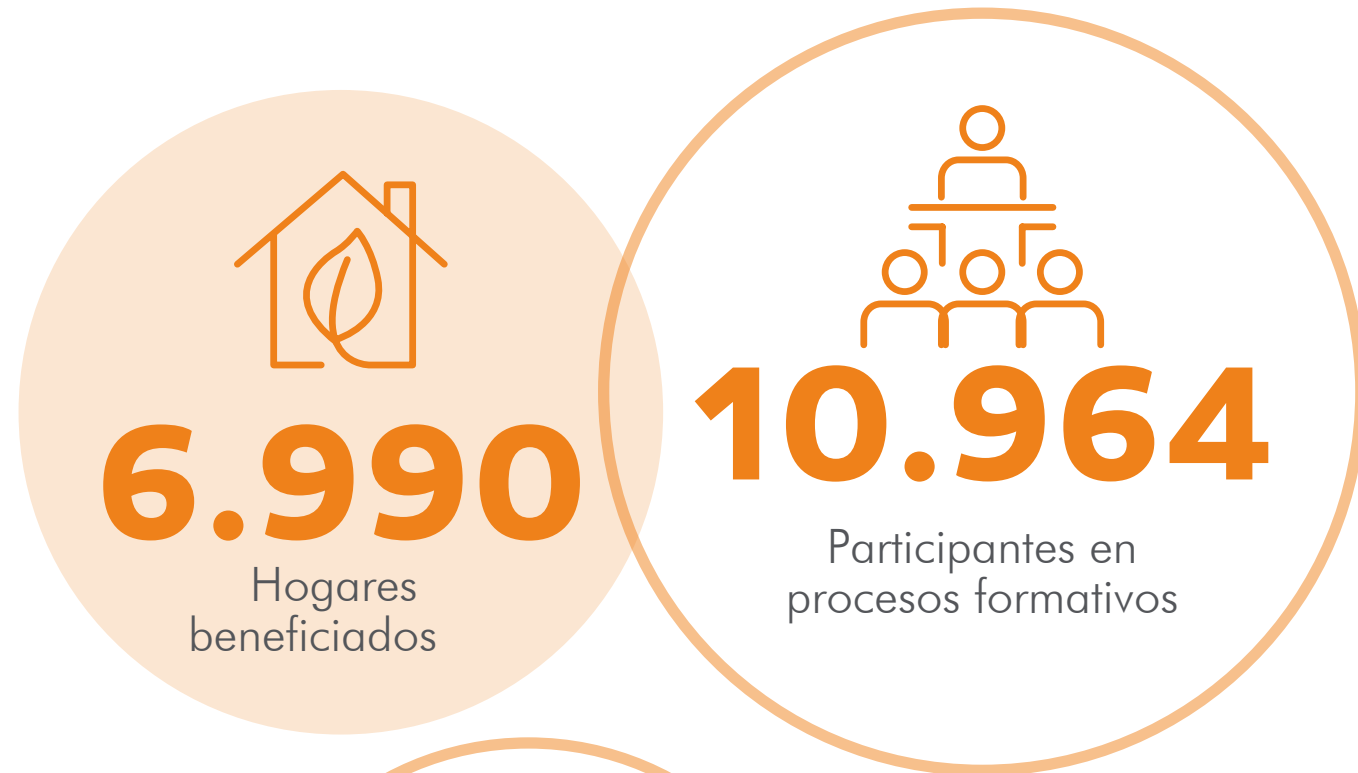 6.990
Hogares
beneficiados
10.964
Participantes en
procesos formativos